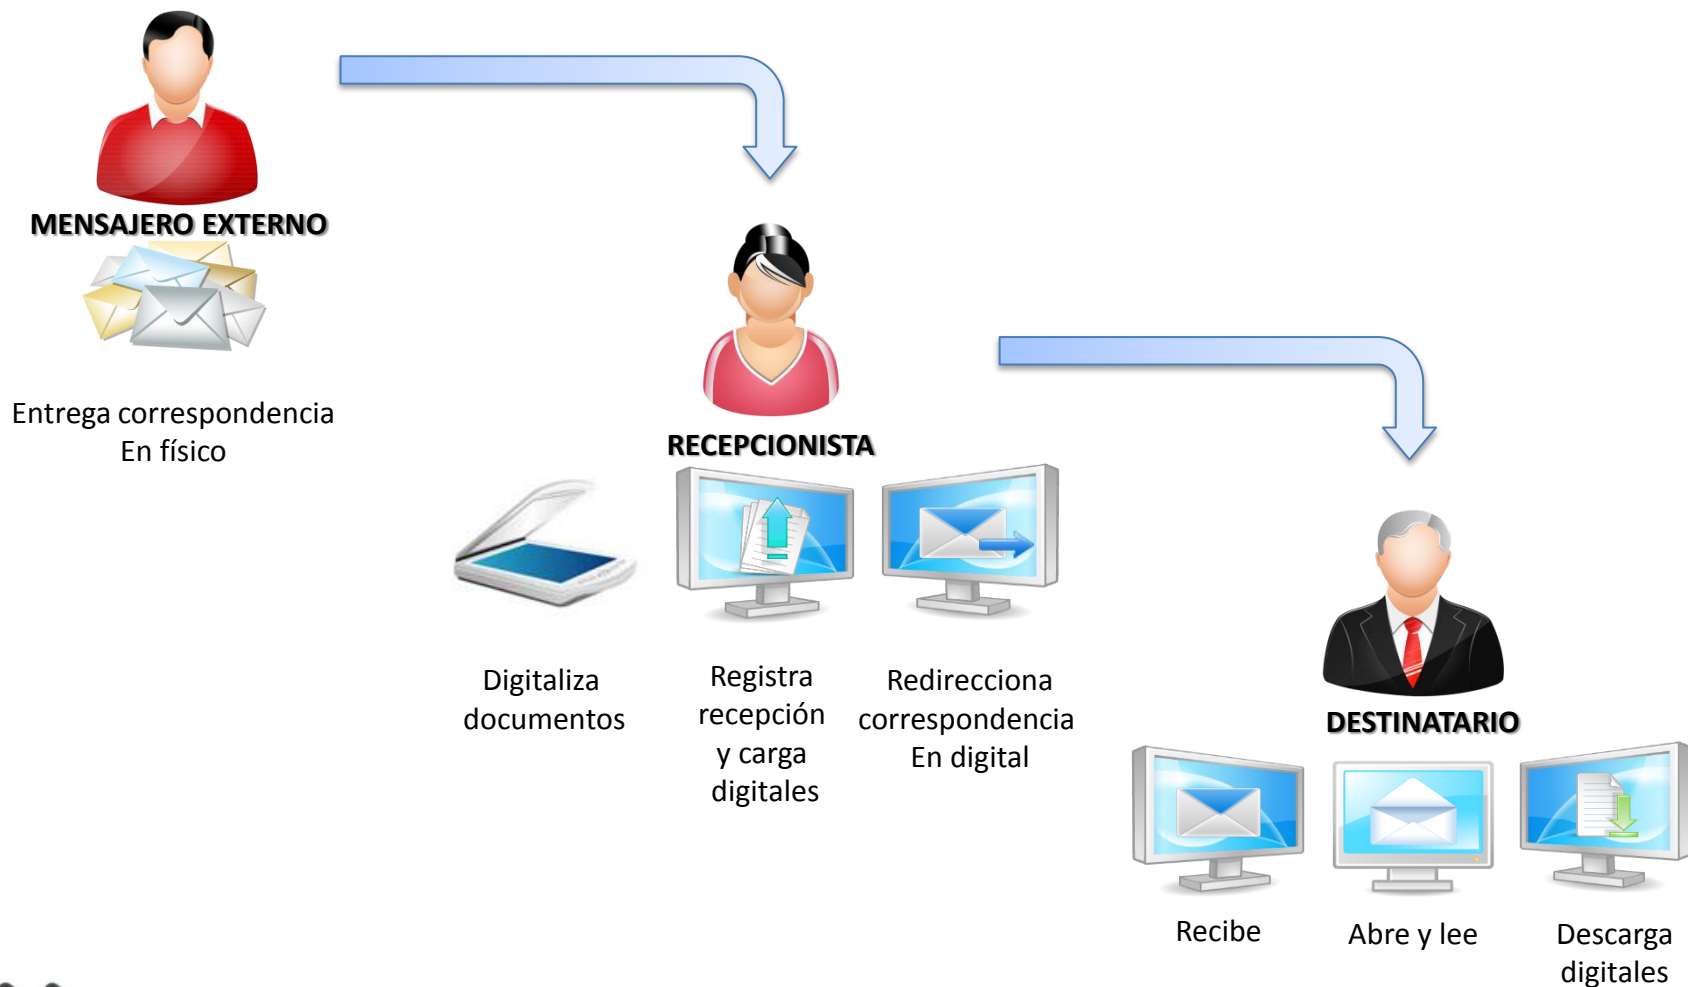 MENSAJERO EXTERNO
Entrega correspondencia
En físico
RECEPCIONISTA
Digitaliza
documentos
Registra
recepción
y carga
digitales
Redirecciona
correspondencia
En digital
DESTINATARIO
Recibe
Abre y lee
Descarga
digitales